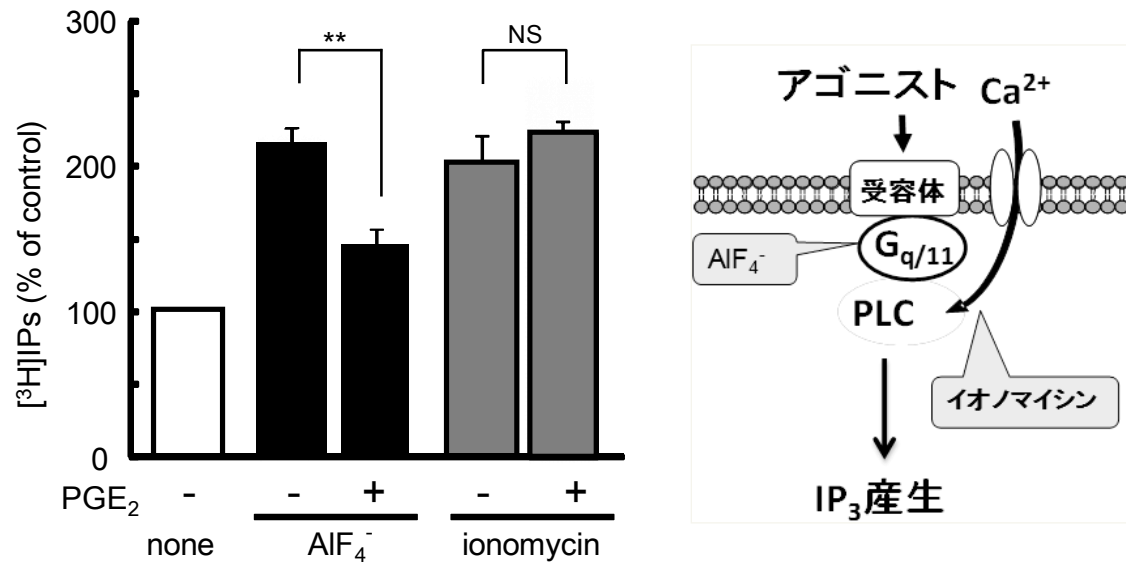 300
200
100
0
[³H]IPs (% of control)
**
NS
PGE₂ - - + - +
none AlF₄⁻ ionomycin
アゴニスト Ca²⁺
受容体
Gq/11
AlF₄⁻
PLC
イオノマイシン
IP₃産生